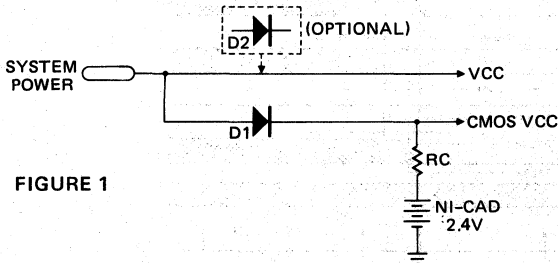 D2
(OPTIONAL)
SYSTEM
POWER
VCC
D1
CMOS VCC
RC
FIGURE 1
NI-CAD
2.4V